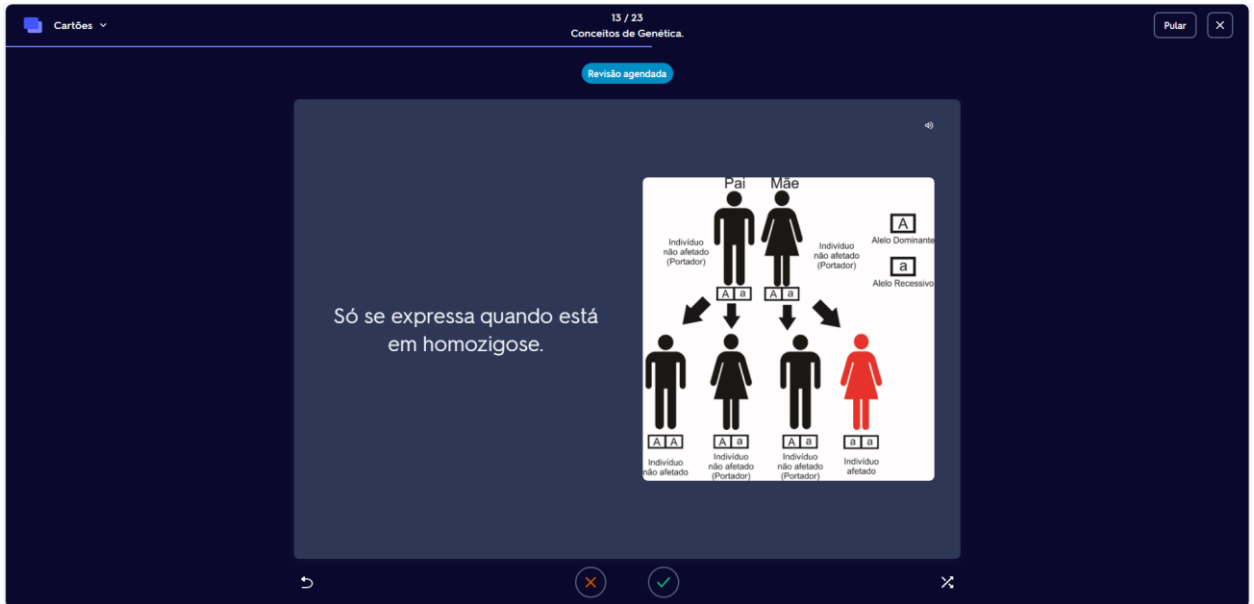 Cartões
13 / 23
Conceitos de Genética.
Pular
Revisão agendada
Só se expressa quando está
em homozigose.
Pai Mãe
Indivíduo
não afetado
(Portador)
Indivíduo
não afetado
(Portador)
A
Alelo Dominante
a
Alelo Recessivo
A a
A a
A A
A a
A a
a a
Indivíduo
não afetado
Indivíduo
não afetado
(Portador)
Indivíduo
não afetado
(Portador)
Indivíduo
afetado